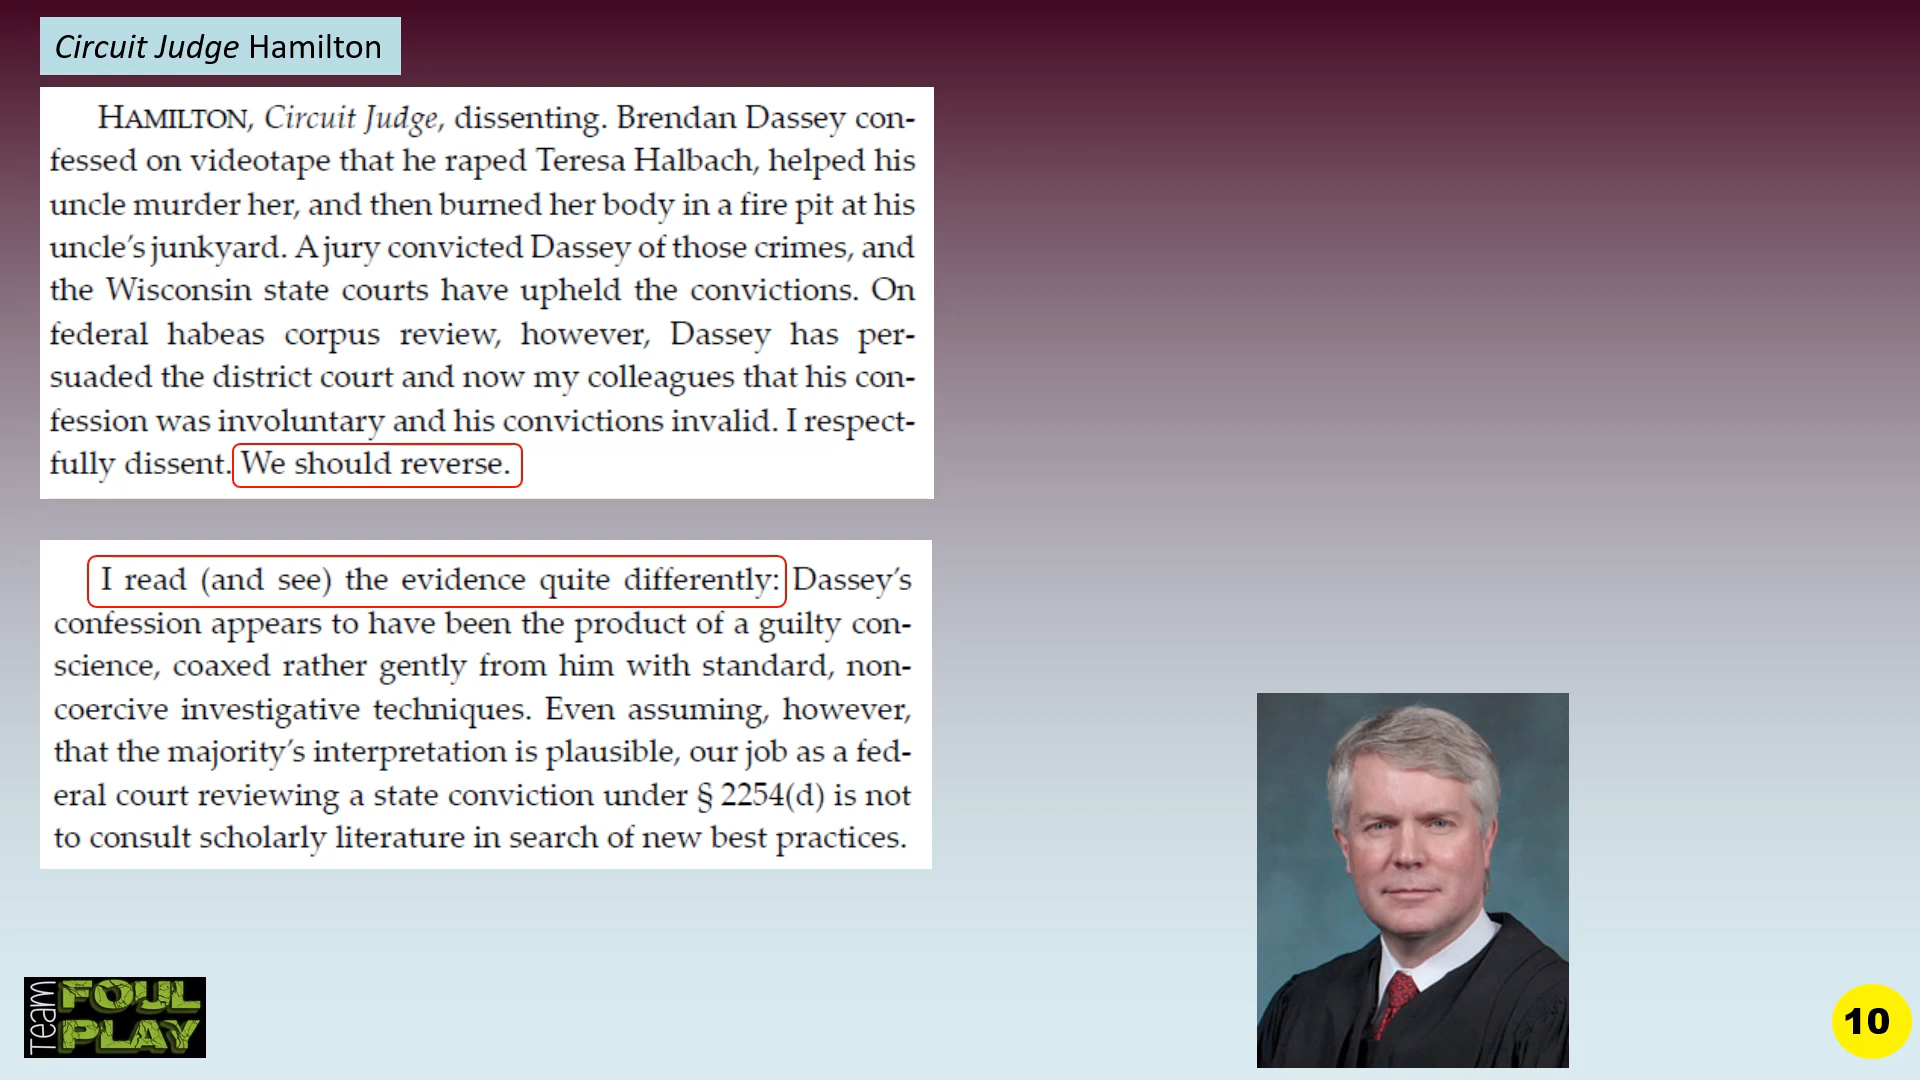 Circuit Judge Hamilton
HAMILTON, Circuit Judge, dissenting. Brendan Dassey con-
fessed on videotape that he raped Teresa Halbach, helped his
uncle murder her, and then burned her body in a fire pit at his
uncle's junkyard. A jury convicted Dassey of those crimes, and
the Wisconsin state courts have upheld the convictions. On
federal habeas corpus review, however, Dassey has per-
suaded the district court and now my colleagues that his con-
fession was involuntary and his convictions invalid. I respect-
fully dissent. We should reverse.
I read (and see) the evidence quite differently: Dassey's
confession appears to have been the product of a guilty con-
science, coaxed rather gently from him with standard, non-
coercive investigative techniques. Even assuming, however,
that the majority's interpretation is plausible, our job as a fed-
eral court reviewing a state conviction under § 2254(d) is not
to consult scholarly literature in search of new best practices.
Team
FOUL
PLAY
10